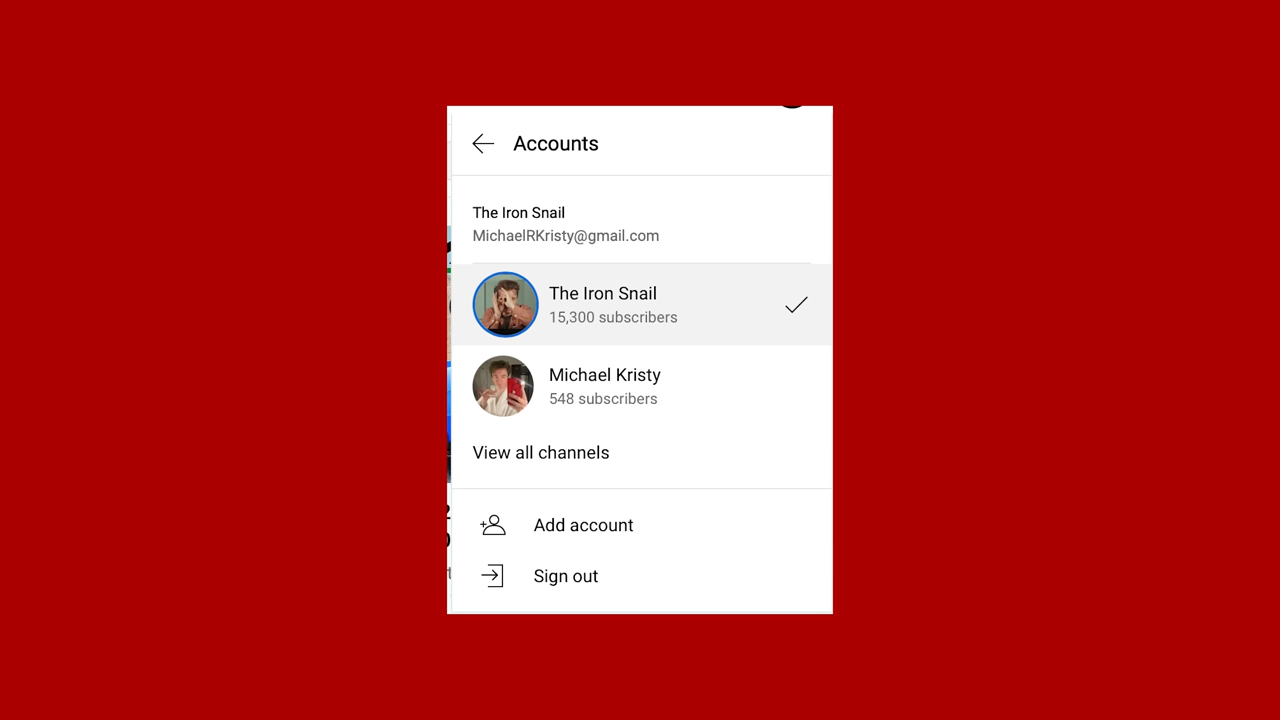 Accounts
The Iron Snail
MichaelRKristy@gmail.com
The Iron Snail
15,300 subscribers
Michael Kristy
548 subscribers
View all channels
Add account
Sign out